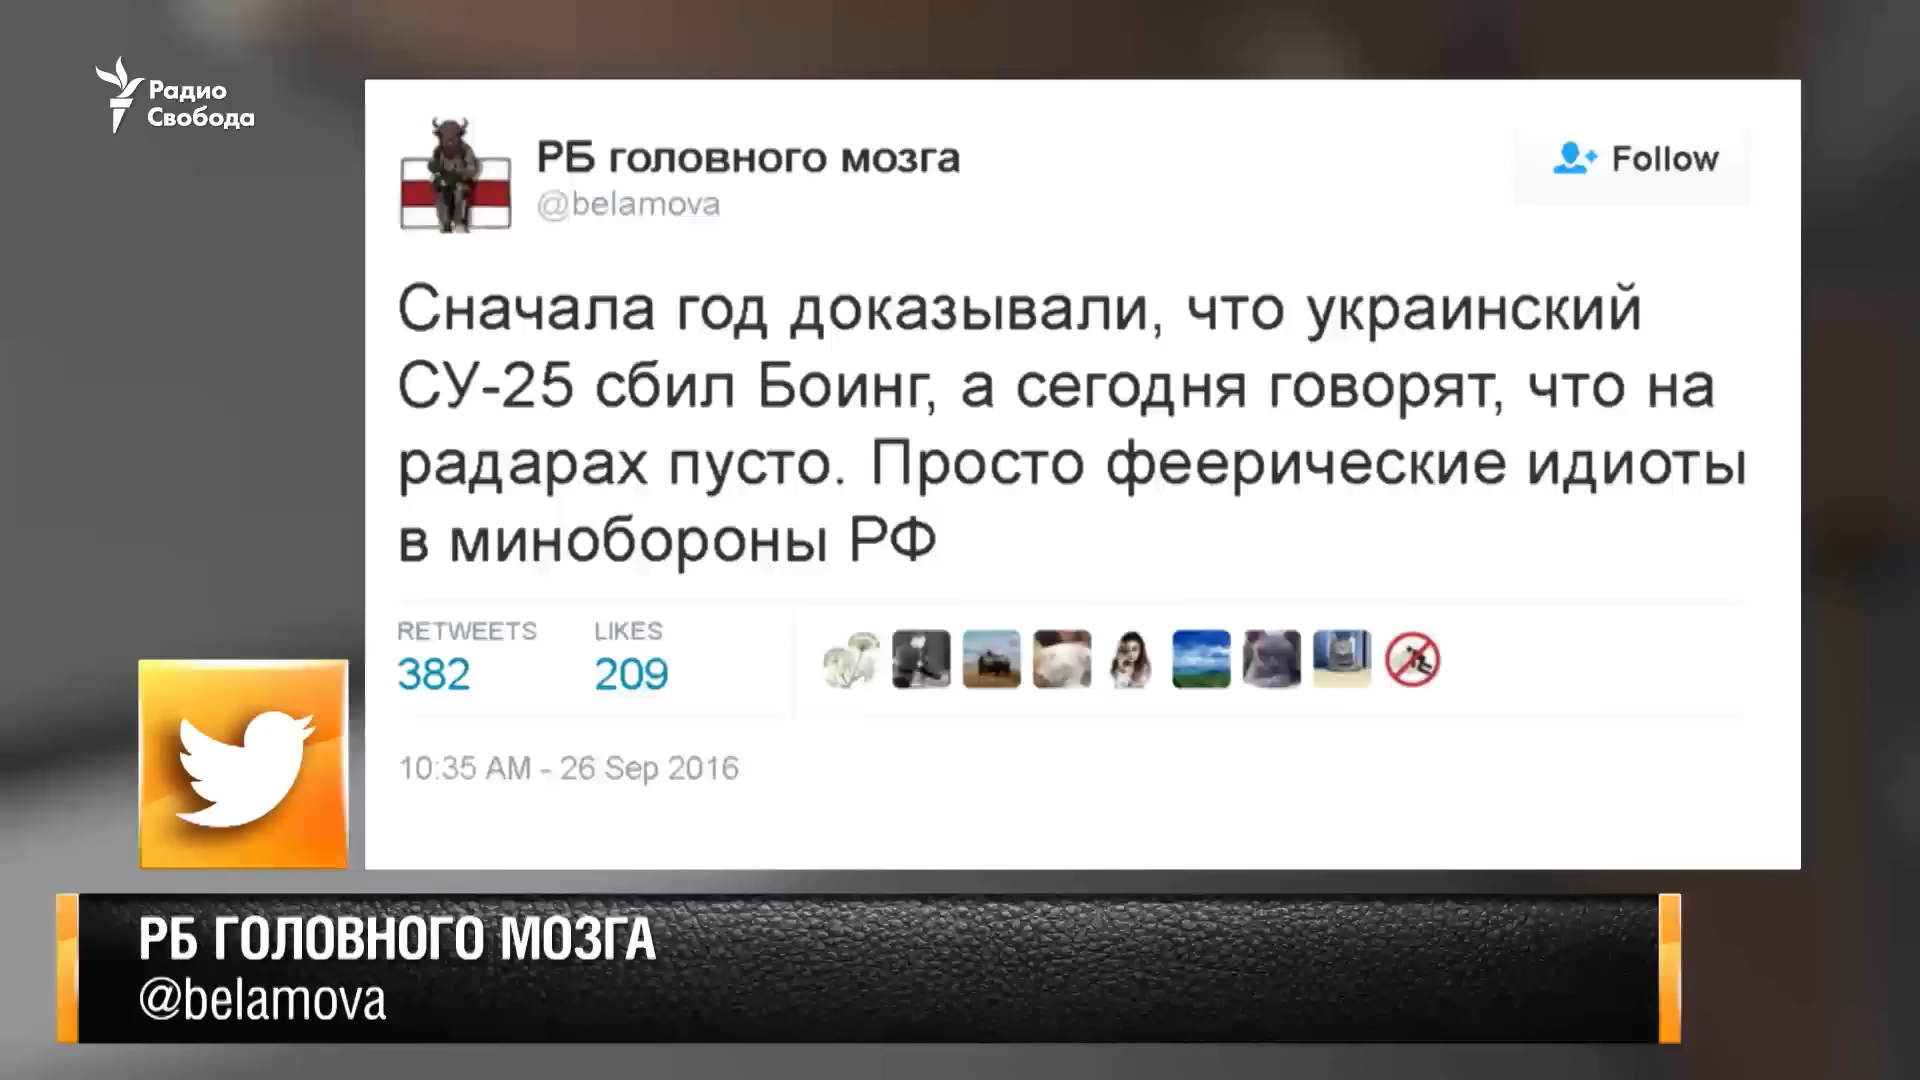 Радио
Свобода
РБ головного мозга
@belamova
Follow
Сначала год доказывали, что украинский
СУ-25 сбил Боинг, а сегодня говорят, что на
радарах пусто. Просто феерические идиоты
в минобороны РФ
RETWEETS LIKES
382 209
10:35 AM - 26 Sep 2016
РБ ГОЛОВНОГО МОЗГА
@belamova